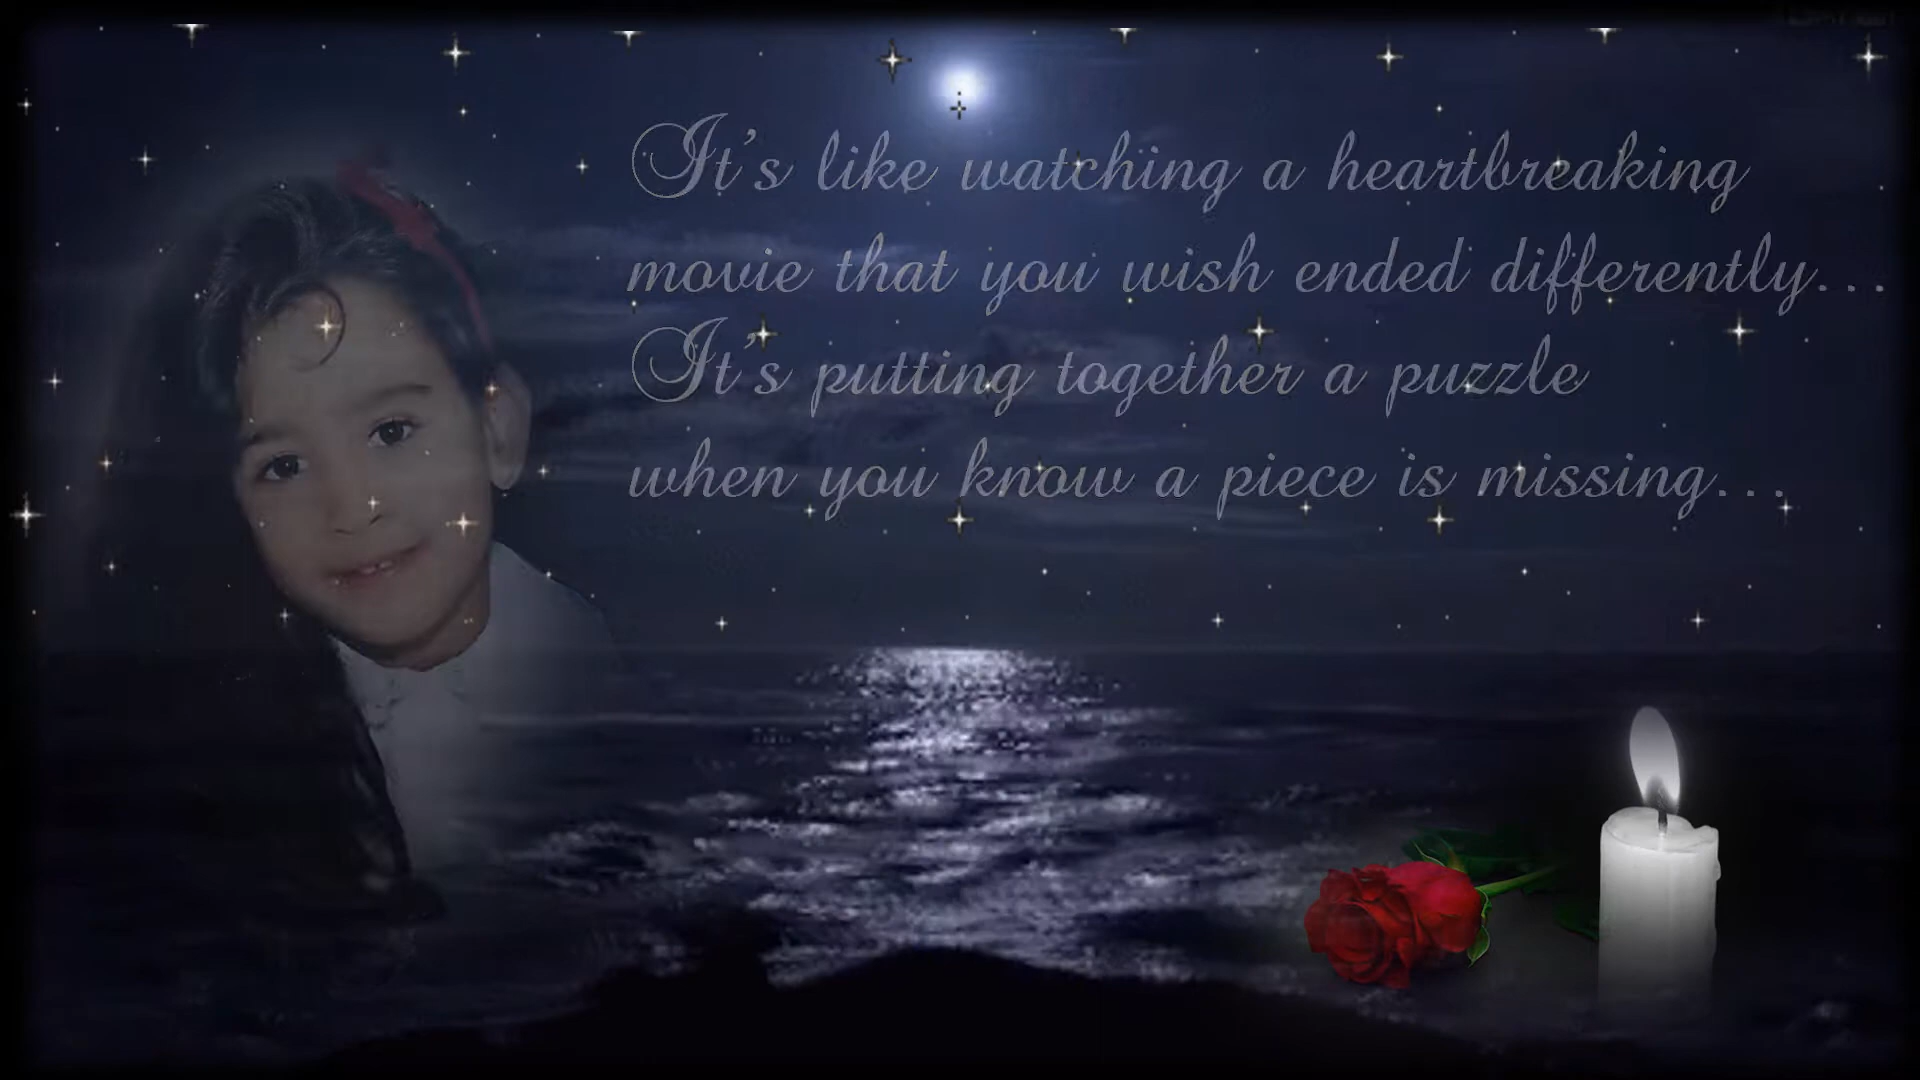 It's like watching a heartbreaking
movie that you wish ended differently...
It's putting together a puzzle
when you know a piece is missing...